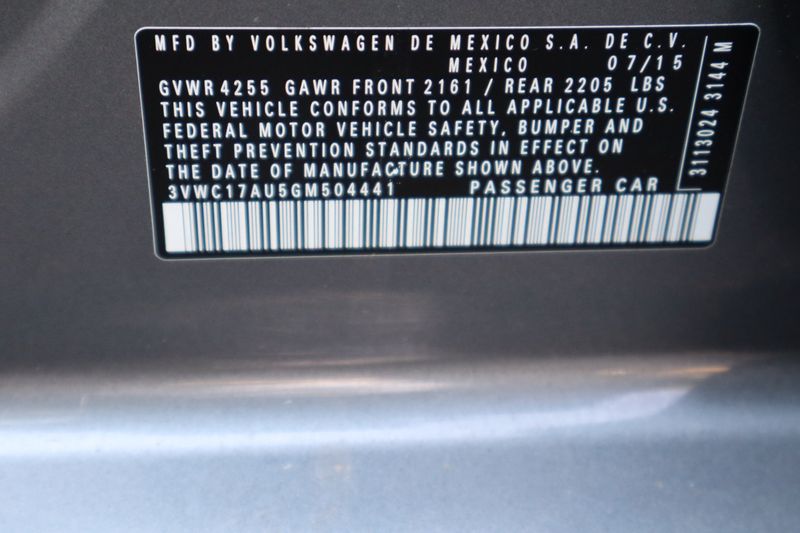 MFD BY VOLKSWAGEN DE MEXICO S.A. DE C.V.
MEXICO 07/15
GVWR 4255 GAWR FRONT 2161 / REAR 2205 LBS
THIS VEHICLE CONFORMS TO ALL APPLICABLE U.S.
FEDERAL MOTOR VEHICLE SAFETY, BUMPER AND
THEFT PREVENTION STANDARDS IN EFFECT ON
THE DATE OF MANUFACTURE SHOWN ABOVE.
3VWC17AU5GM504441 PASSENGER CAR
3113024 3144 M